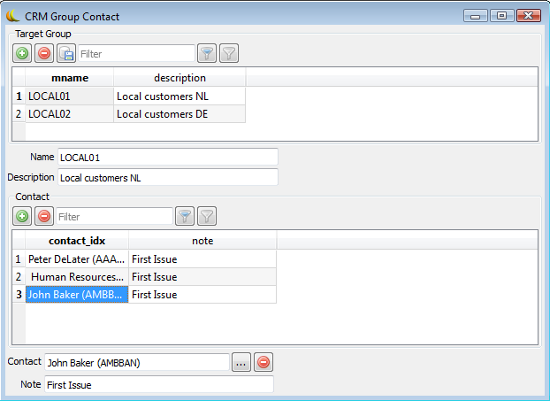 CRM Group Contact
Target Group
Filter
mname description
1 LOCAL01 Local customers NL
2 LOCAL02 Local customers DE
Name LOCAL01
Description Local customers NL
Contact
Filter
contact_idx note
1 Peter DeLater (AAA... First Issue
2 Human Resources... First Issue
3 John Baker (AMBB... First Issue
Contact John Baker (AMBBAN) ...
Note First Issue